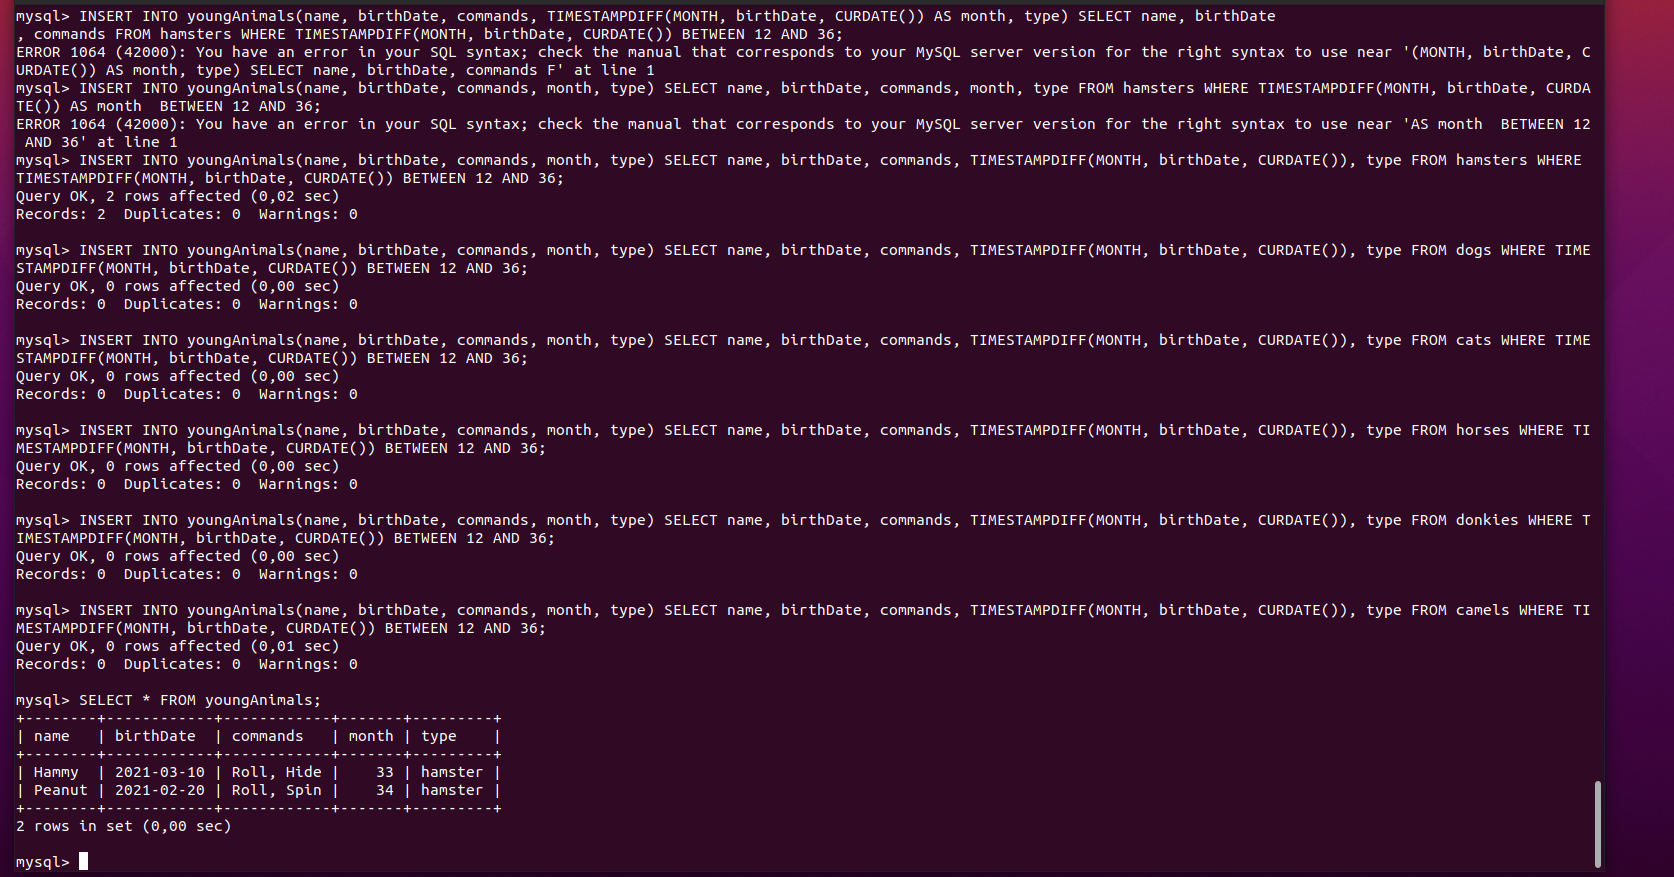 mysql> INSERT INTO youngAnimals(name, birthDate, commands, TIMESTAMPDIFF(MONTH, birthDate, CURDATE()) AS month, type) SELECT name, birthDate
, commands FROM hamsters WHERE TIMESTAMPDIFF(MONTH, birthDate, CURDATE()) BETWEEN 12 AND 36;
ERROR 1064 (42000): You have an error in your SQL syntax; check the manual that corresponds to your MySQL server version for the right syntax to use near '(MONTH, birthDate, C
URDATE()) AS month, type) SELECT name, birthDate, commands F' at line 1
mysql> INSERT INTO youngAnimals(name, birthDate, commands, month, type) SELECT name, birthDate, commands, month, type FROM hamsters WHERE TIMESTAMPDIFF(MONTH, birthDate, CURDA
TE()) AS month  BETWEEN 12 AND 36;
ERROR 1064 (42000): You have an error in your SQL syntax; check the manual that corresponds to your MySQL server version for the right syntax to use near 'AS month  BETWEEN 12
 AND 36' at line 1
mysql> INSERT INTO youngAnimals(name, birthDate, commands, month, type) SELECT name, birthDate, commands, TIMESTAMPDIFF(MONTH, birthDate, CURDATE()), type FROM hamsters WHERE
TIMESTAMPDIFF(MONTH, birthDate, CURDATE()) BETWEEN 12 AND 36;
Query OK, 2 rows affected (0,02 sec)
Records: 2  Duplicates: 0  Warnings: 0

mysql> INSERT INTO youngAnimals(name, birthDate, commands, month, type) SELECT name, birthDate, commands, TIMESTAMPDIFF(MONTH, birthDate, CURDATE()), type FROM dogs WHERE TIME
STAMPDIFF(MONTH, birthDate, CURDATE()) BETWEEN 12 AND 36;
Query OK, 0 rows affected (0,00 sec)
Records: 0  Duplicates: 0  Warnings: 0

mysql> INSERT INTO youngAnimals(name, birthDate, commands, month, type) SELECT name, birthDate, commands, TIMESTAMPDIFF(MONTH, birthDate, CURDATE()), type FROM cats WHERE TIME
STAMPDIFF(MONTH, birthDate, CURDATE()) BETWEEN 12 AND 36;
Query OK, 0 rows affected (0,00 sec)
Records: 0  Duplicates: 0  Warnings: 0

mysql> INSERT INTO youngAnimals(name, birthDate, commands, month, type) SELECT name, birthDate, commands, TIMESTAMPDIFF(MONTH, birthDate, CURDATE()), type FROM horses WHERE TI
MESTAMPDIFF(MONTH, birthDate, CURDATE()) BETWEEN 12 AND 36;
Query OK, 0 rows affected (0,00 sec)
Records: 0  Duplicates: 0  Warnings: 0

mysql> INSERT INTO youngAnimals(name, birthDate, commands, month, type) SELECT name, birthDate, commands, TIMESTAMPDIFF(MONTH, birthDate, CURDATE()), type FROM donkies WHERE T
IMESTAMPDIFF(MONTH, birthDate, CURDATE()) BETWEEN 12 AND 36;
Query OK, 0 rows affected (0,00 sec)
Records: 0  Duplicates: 0  Warnings: 0

mysql> INSERT INTO youngAnimals(name, birthDate, commands, month, type) SELECT name, birthDate, commands, TIMESTAMPDIFF(MONTH, birthDate, CURDATE()), type FROM camels WHERE TI
MESTAMPDIFF(MONTH, birthDate, CURDATE()) BETWEEN 12 AND 36;
Query OK, 0 rows affected (0,01 sec)
Records: 0  Duplicates: 0  Warnings: 0

mysql> SELECT * FROM youngAnimals;
+--------+------------+------------+-------+---------+
| name   | birthDate  | commands   | month | type    |
+--------+------------+------------+-------+---------+
| Hammy  | 2021-03-10 | Roll, Hide |    33 | hamster |
| Peanut | 2021-02-20 | Roll, Spin |    34 | hamster |
+--------+------------+------------+-------+---------+
2 rows in set (0,00 sec)

mysql>